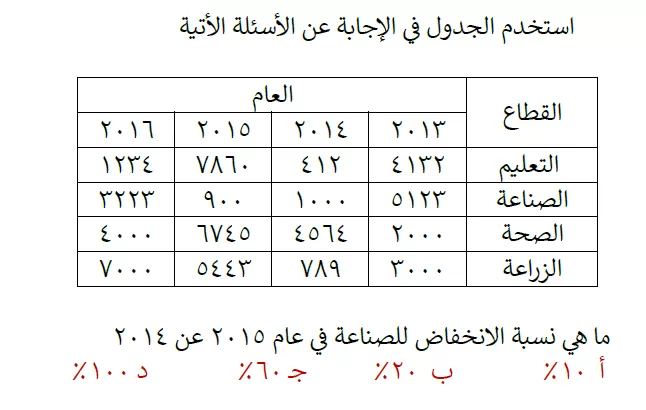 استخدم الجدول في الإجابة عن الأسئلة الأتية
القطاع العام
٢٠١٣ ٢٠١٤ ٢٠١٥ ٢٠١٦
التعليم ٤١٣٢ ٤١٢ ٧٨٦٠ ١٢٣٤
الصناعة ٥١٢٣ ١٠٠٠ ٩٠٠ ٣٢٢٣
الصحة ٢٠٠٠ ٤٥٦٤ ٦٧٤٥ ٤٠٠٠
الزراعة ٣٠٠٠ ٧٨٩ ٥٤٤٣ ٧٠٠٠
ما هي نسبة الانخفاض للصناعة في عام ٢٠١٥ عن ٢٠١٤
أ ١٠٪ ب ٢٠٪ جـ ٦٠٪ د ١٠٠٪